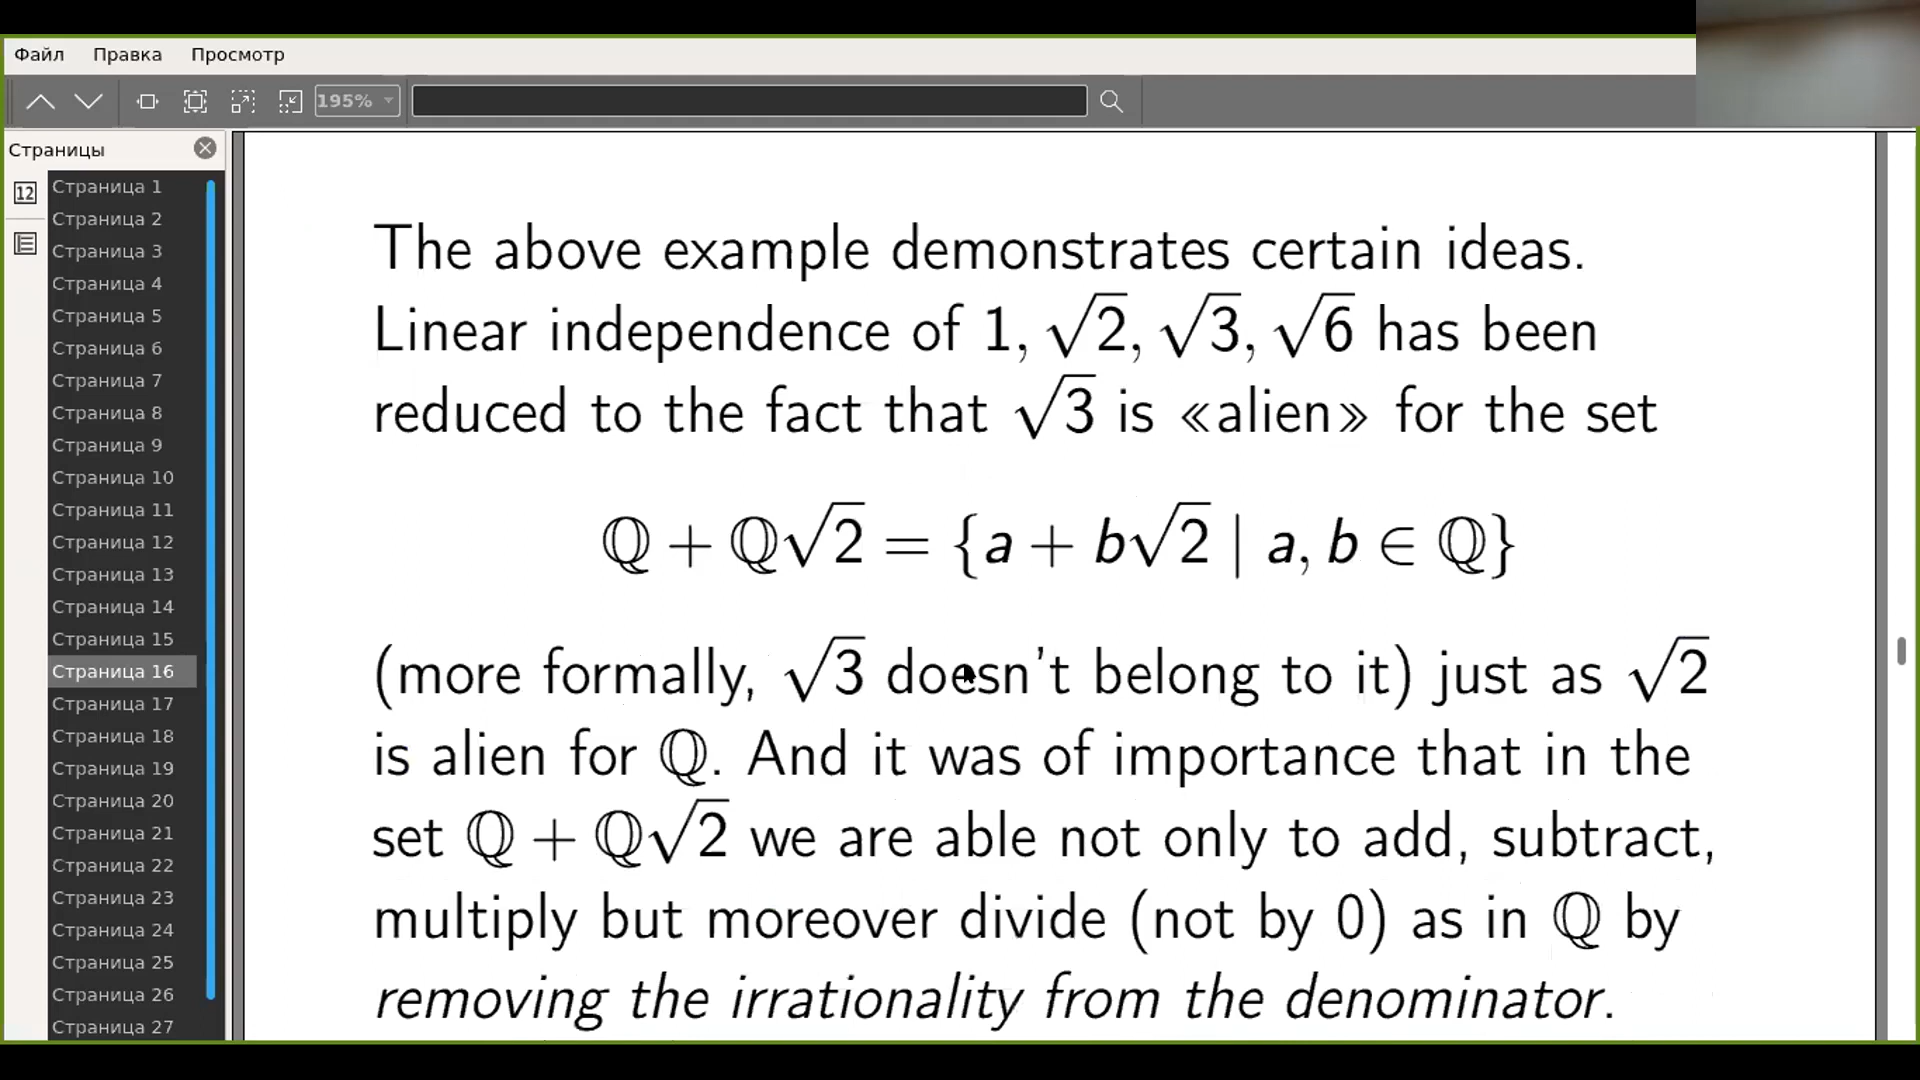 Файл Правка Просмотр
195%
Страницы
12
Страница 1
Страница 2
Страница 3
Страница 4
Страница 5
Страница 6
Страница 7
Страница 8
Страница 9
Страница 10
Страница 11
Страница 12
Страница 13
Страница 14
Страница 15
Страница 16
Страница 17
Страница 18
Страница 19
Страница 20
Страница 21
Страница 22
Страница 23
Страница 24
Страница 25
Страница 26
Страница 27
The above example demonstrates certain ideas.
Linear independence of 1, √2, √3, √6 has been
reduced to the fact that √3 is «alien» for the set
ℚ + ℚ√2 = {a + b√2 | a, b ∈ ℚ}
(more formally, √3 doesn't belong to it) just as √2
is alien for ℚ. And it was of importance that in the
set ℚ + ℚ√2 we are able not only to add, subtract,
multiply but moreover divide (not by 0) as in ℚ by
removing the irrationality from the denominator.